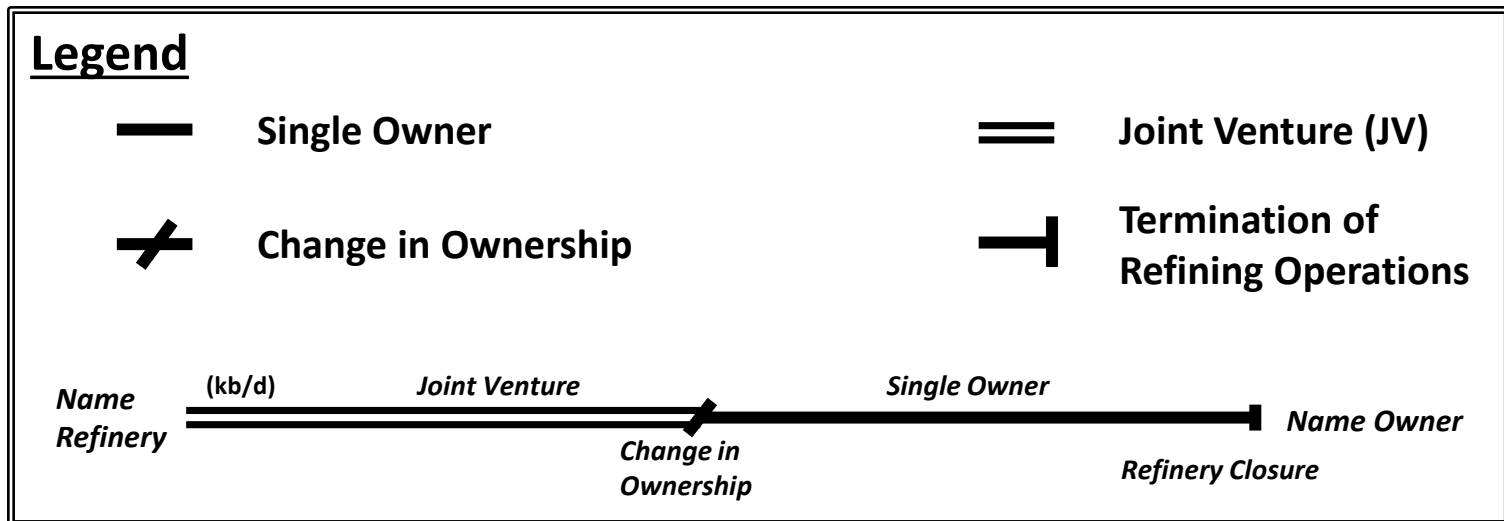 Legend
Single Owner
Joint Venture (JV)
Change in Ownership
Termination of
Refining Operations
Name
Refinery
(kb/d)
Joint Venture
Change in
Ownership
Single Owner
Refinery Closure
Name Owner